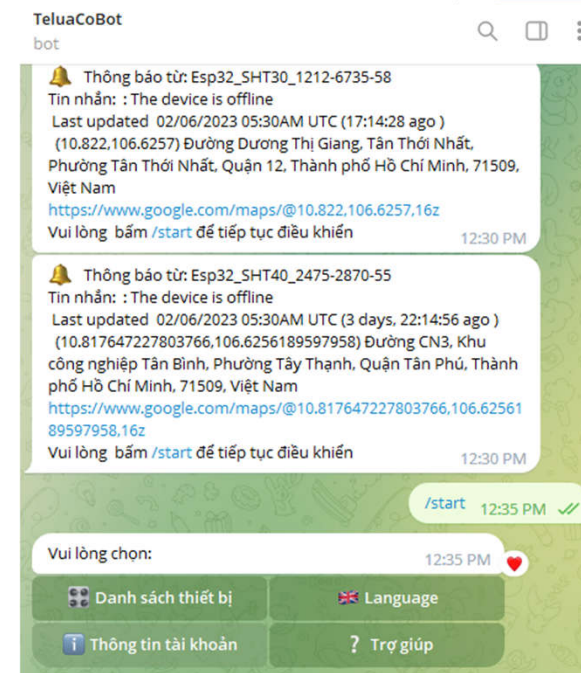 TeluaCoBot
bot
🔔 Thông báo từ: Esp32_SHT30_1212-6735-58
Tin nhắn: : The device is offline
Last updated 02/06/2023 05:30AM UTC (17:14:28 ago )
(10.822,106.6257) Đường Dương Thị Giang, Tân Thới Nhất,
Phường Tân Thới Nhất, Quận 12, Thành phố Hồ Chí Minh, 71509,
Việt Nam
https://www.google.com/maps/@10.822,106.6257,16z
Vui lòng bấm /start để tiếp tục điều khiển
12:30 PM
🔔 Thông báo từ: Esp32_SHT40_2475-2870-55
Tin nhắn: : The device is offline
Last updated 02/06/2023 05:30AM UTC (3 days, 22:14:56 ago )
(10.817647227803766,106.6256189597958) Đường CN3, Khu
công nghiệp Tân Bình, Phường Tây Thạnh, Quận Tân Phú, Thành
phố Hồ Chí Minh, 71509, Việt Nam
https://www.google.com/maps/@10.817647227803766,106.62561
89597958,16z
Vui lòng bấm /start để tiếp tục điều khiển
12:30 PM
/start 12:35 PM
Vui lòng chọn:
12:35 PM
Danh sách thiết bị
Language
Thông tin tài khoản
? Trợ giúp